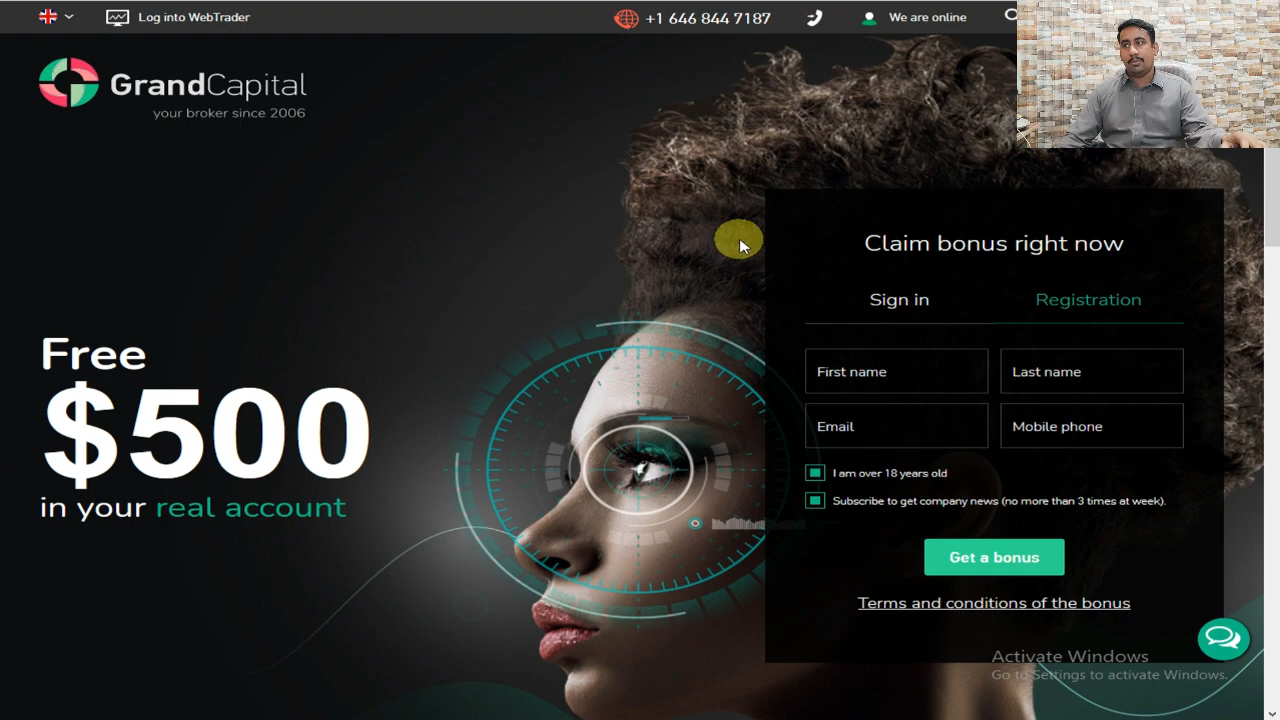 Log into WebTrader
+1 646 844 7187
We are online
GrandCapital
your broker since 2006
Claim bonus right now
Sign in
Registration
Free
$500
in your real account
First name
Last name
Email
Mobile phone
I am over 18 years old
Subscribe to get company news (no more than 3 times at week).
Get a bonus
Terms and conditions of the bonus
Activate Windows
Go to Settings to activate Windows.